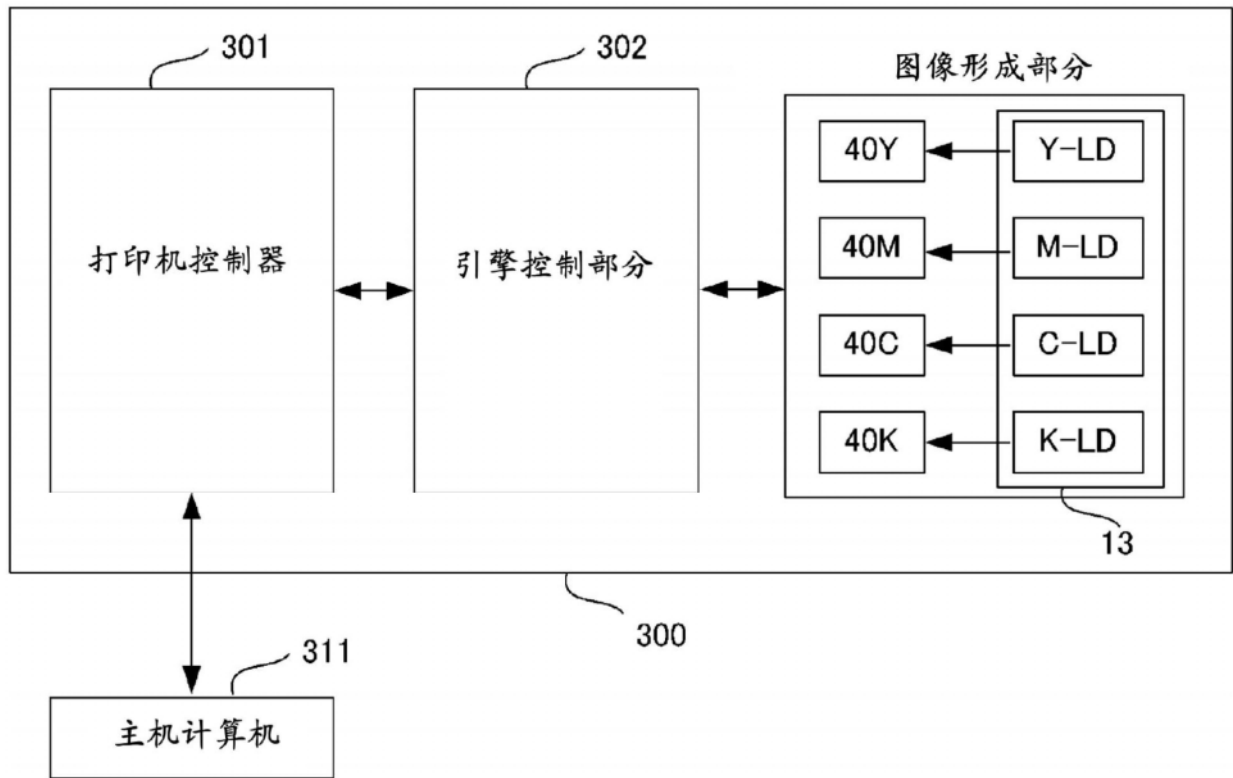 301
302
图像形成部分
打印机控制器
引擎控制部分
40Y
Y-LD
40M
M-LD
40C
C-LD
40K
K-LD
13
300
311
主机计算机